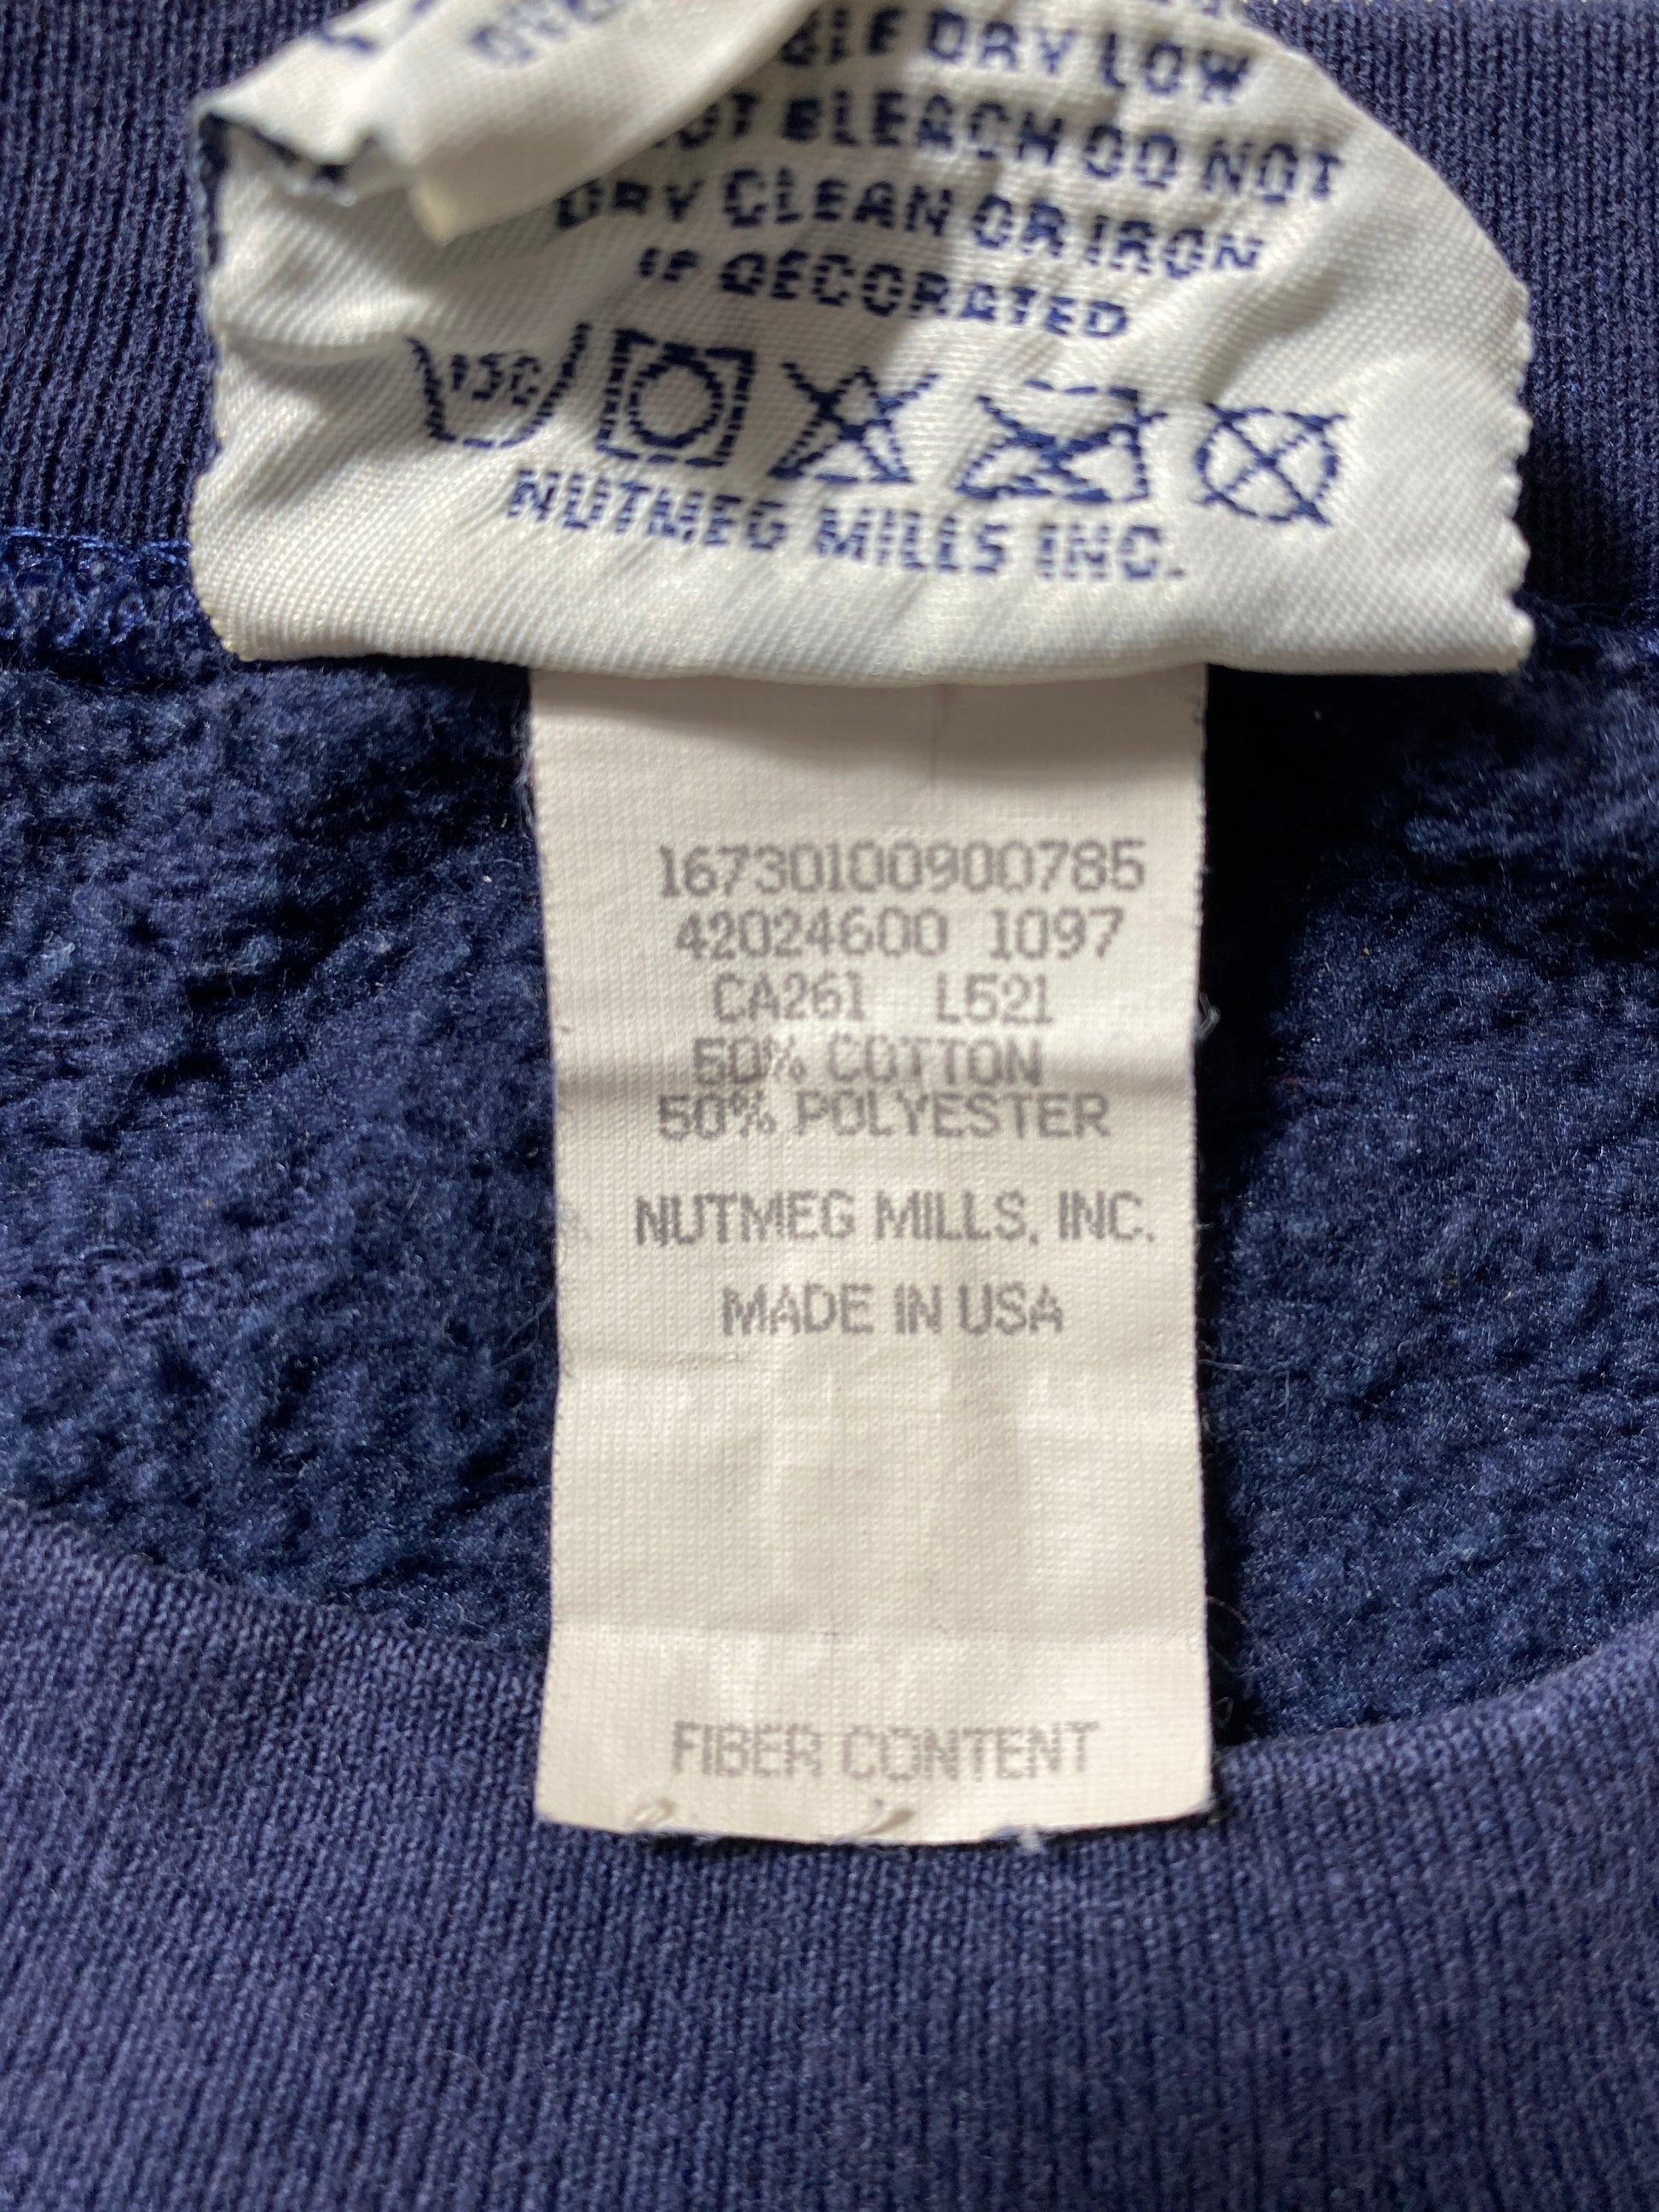 DRY LOW
BLEACH DO NOT
DRY CLEAN OR IRON
IF DECORATED
NUTMEG MILLS INC.
16730100900785
42024600 1097
CA261 L521
50% COTTON
50% POLYESTER
NUTMEG MILLS, INC.
MADE IN USA
FIBER CONTENT